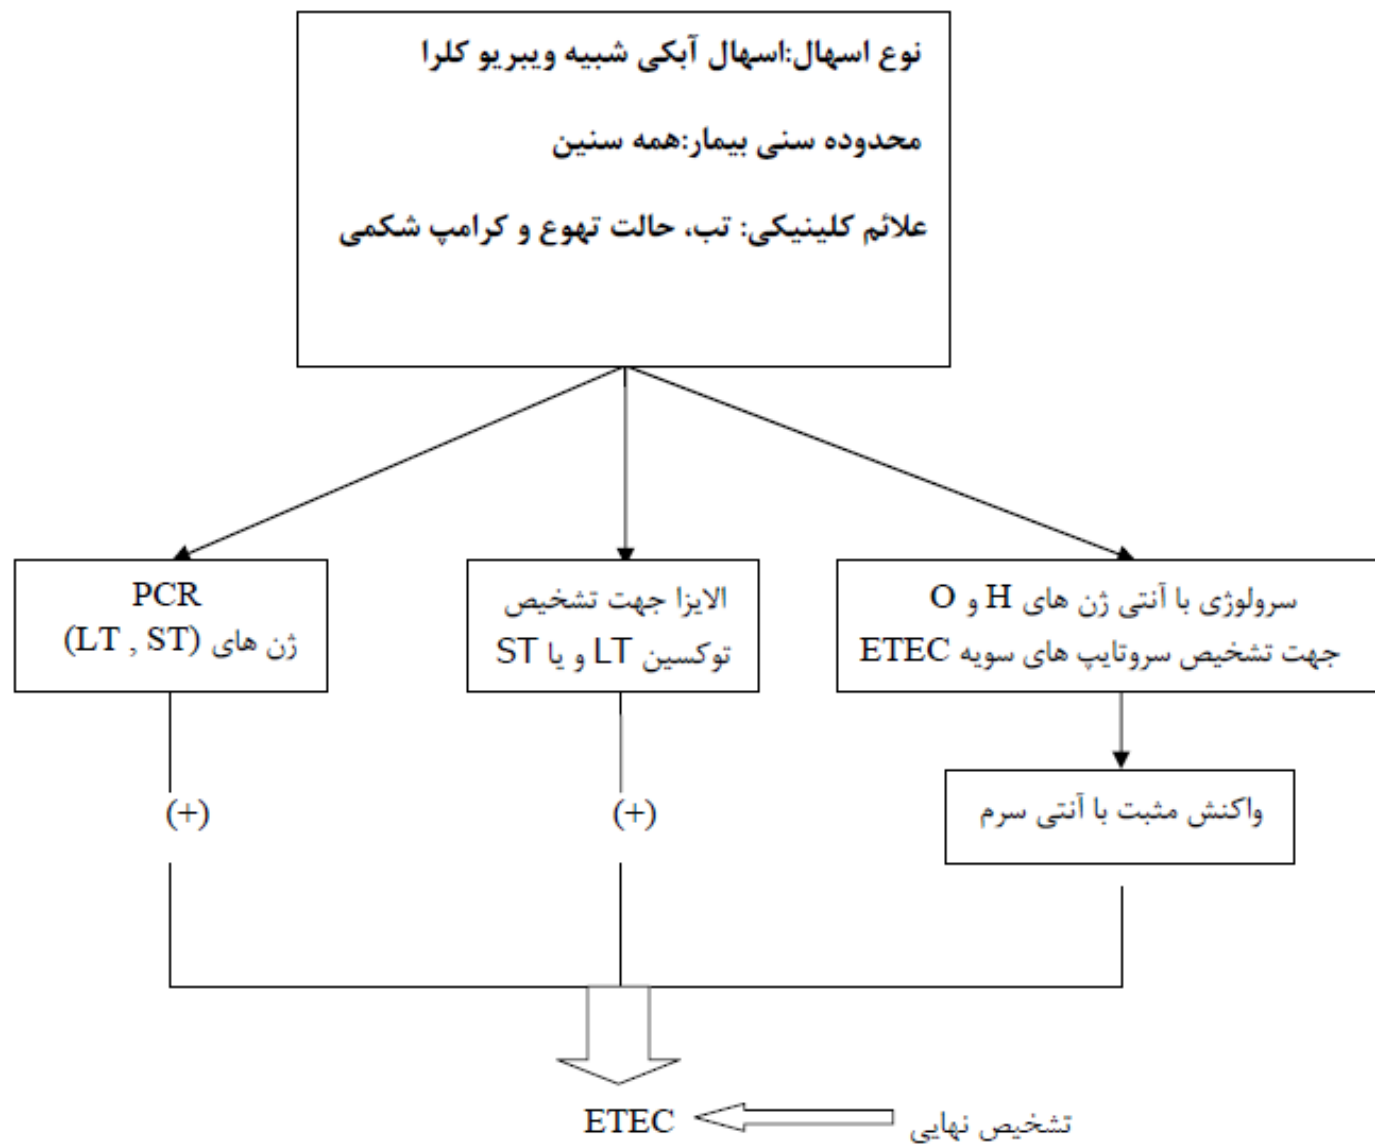 نوع اسهال:اسهال آبکی شبیه ویبریو کلرا
محدوده سنی بیمار:همه سنین
علائم کلینیکی: تب، حالت تهوع و کرامپ شکمی
سرولوژی با آنتی ژن های H و O
جهت تشخیص سروتایپ های سویه ETEC
الایزا جهت تشخیص
توکسین LT و یا ST
PCR
ژن های (LT , ST)
واکنش مثبت با آنتی سرم
(+)
(+)
تشخیص نهایی
ETEC